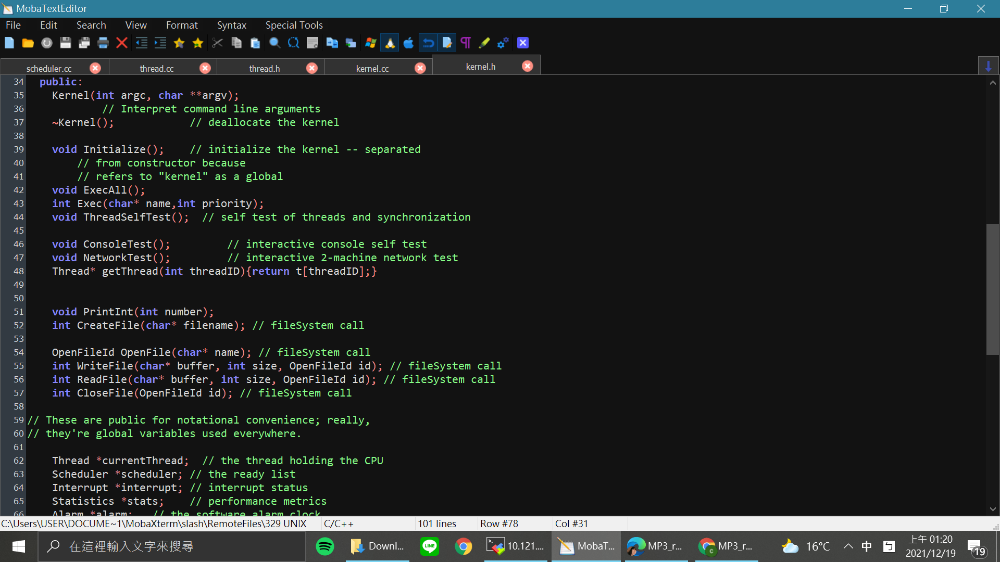 MobaTextEditor
File Edit Search View Format Syntax Special Tools
scheduler.cc thread.cc thread.h kernel.cc kernel.h
34 public:
35 Kernel(int argc, char **argv);
36 // Interpret command line arguments
37 ~Kernel(); // deallocate the kernel
38
39 void Initialize(); // initialize the kernel -- separated
40 // from constructor because
41 // refers to "kernel" as a global
42 void ExecAll();
43 int Exec(char* name,int priority);
44 void ThreadSelfTest(); // self test of threads and synchronization
45
46 void ConsoleTest(); // interactive console self test
47 void NetworkTest(); // interactive 2-machine network test
48 Thread* getThread(int threadID){return t[threadID];}
49
50
51 void PrintInt(int number);
52 int CreateFile(char* filename); // fileSystem call
53
54 OpenFileId OpenFile(char* name); // fileSystem call
55 int WriteFile(char* buffer, int size, OpenFileId id); // fileSystem call
56 int ReadFile(char* buffer, int size, OpenFileId id); // fileSystem call
57 int CloseFile(OpenFileId id); // fileSystem call
58
59 // These are public for notational convenience; really,
60 // they're global variables used everywhere.
61
62 Thread *currentThread; // the thread holding the CPU
63 Scheduler *scheduler; // the ready list
64 Interrupt *interrupt; // interrupt status
65 Statistics *stats; // performance metrics
66 Alarm *alarm; // the software alarm clock
C:\Users\USER\DOCUME~1\MobaXterm\slash\RemoteFiles\329 UNIX C/C++ 101 lines Row #78 Col #31
在這裡輸入文字來搜尋 Downl... LINE 10.121.... MobaT... MP3_r... C MP3_r... 16°C 中 ㄅ 上午 01:20
2021/12/19 19